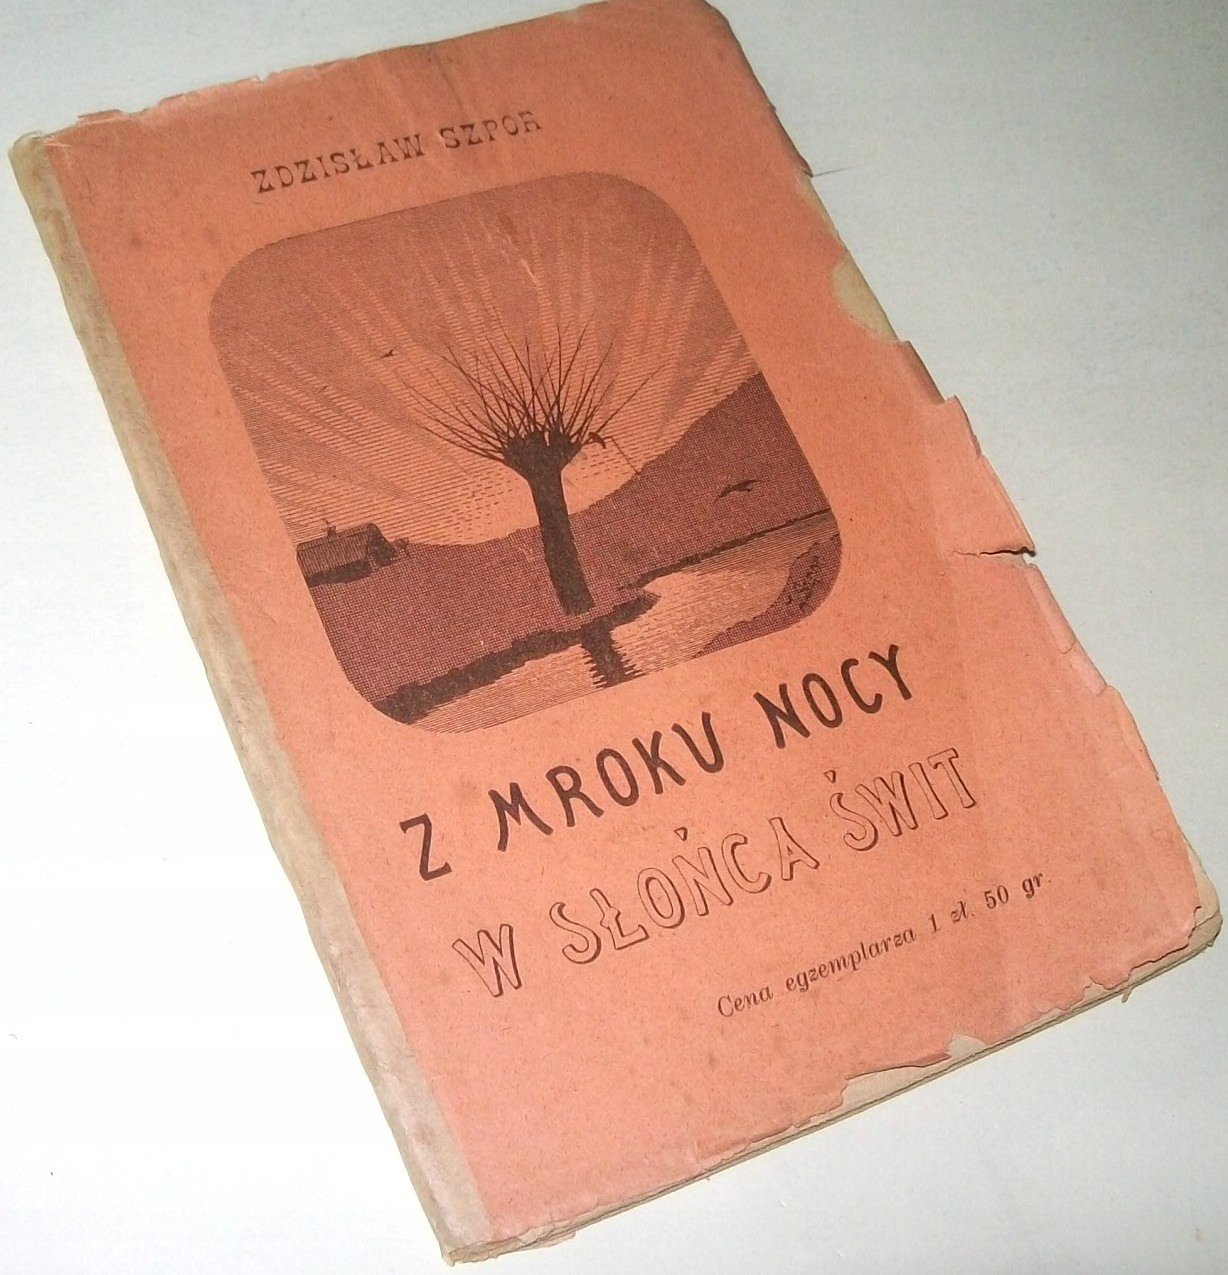 ZDZISŁAW SZPOR
Z MROKU NOCY
W SŁOŃCA ŚWIT
Cena egzemplarza 1 zł. 50 gr.